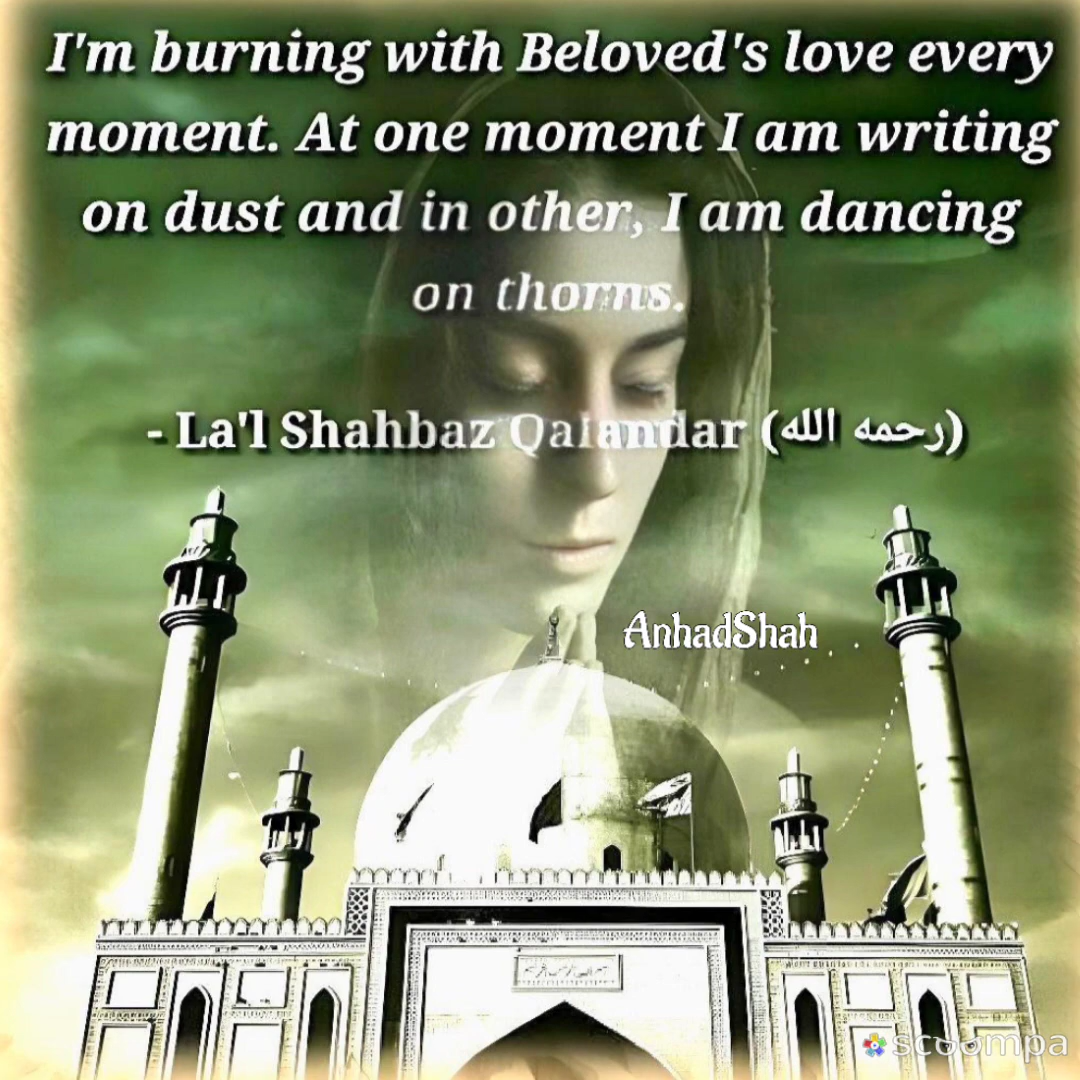 I'm burning with Beloved's love every
moment. At one moment I am writing
on dust and in other, I am dancing
on thorns.
- La'l Shahbaz Qalandar (رحمه الله)
AnhadShah
scoompa